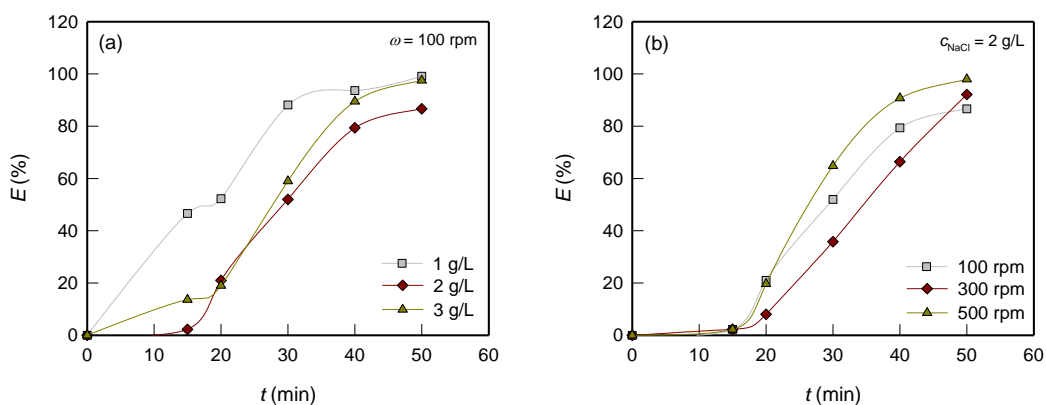 120
100
80
60
40
20
0
E (%)
(a)
ω = 100 rpm
1 g/L
2 g/L
3 g/L
0 10 20 30 40 50 60
t (min)
120
100
80
60
40
20
0
E (%)
(b)
c_NaCl = 2 g/L
100 rpm
300 rpm
500 rpm
0 10 20 30 40 50 60
t (min)